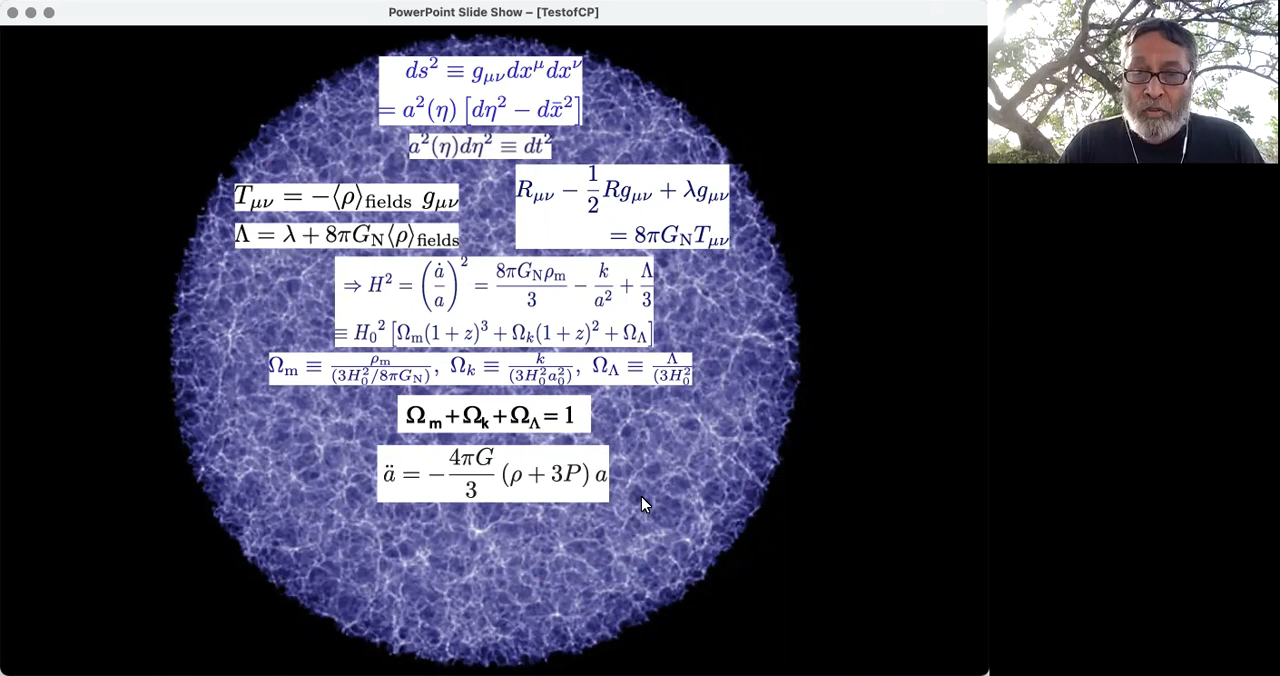 PowerPoint Slide Show – [TestofCP]
ds² ≡ g_μν dx^μ dx^ν
= a²(η) [dη² − dx̄²]
a²(η)dη² ≡ dt²
T_μν = −⟨ρ⟩_fields g_μν
Λ = λ + 8πG_N⟨ρ⟩_fields
R_μν − 1/2 Rg_μν + λg_μν
= 8πG_N T_μν
⇒ H² = (ȧ/a)² = 8πG_Nρ_m/3 − k/a² + Λ/3
≡ H₀² [Ω_m(1 + z)³ + Ω_k(1 + z)² + Ω_Λ]
Ω_m ≡ ρ_m/(3H₀²/8πG_N), Ω_k ≡ k/(3H₀²a₀²), Ω_Λ ≡ Λ/(3H₀²
Ω_m+Ω_k+Ω_Λ= 1
ä = −4πG/3 (ρ + 3P) a